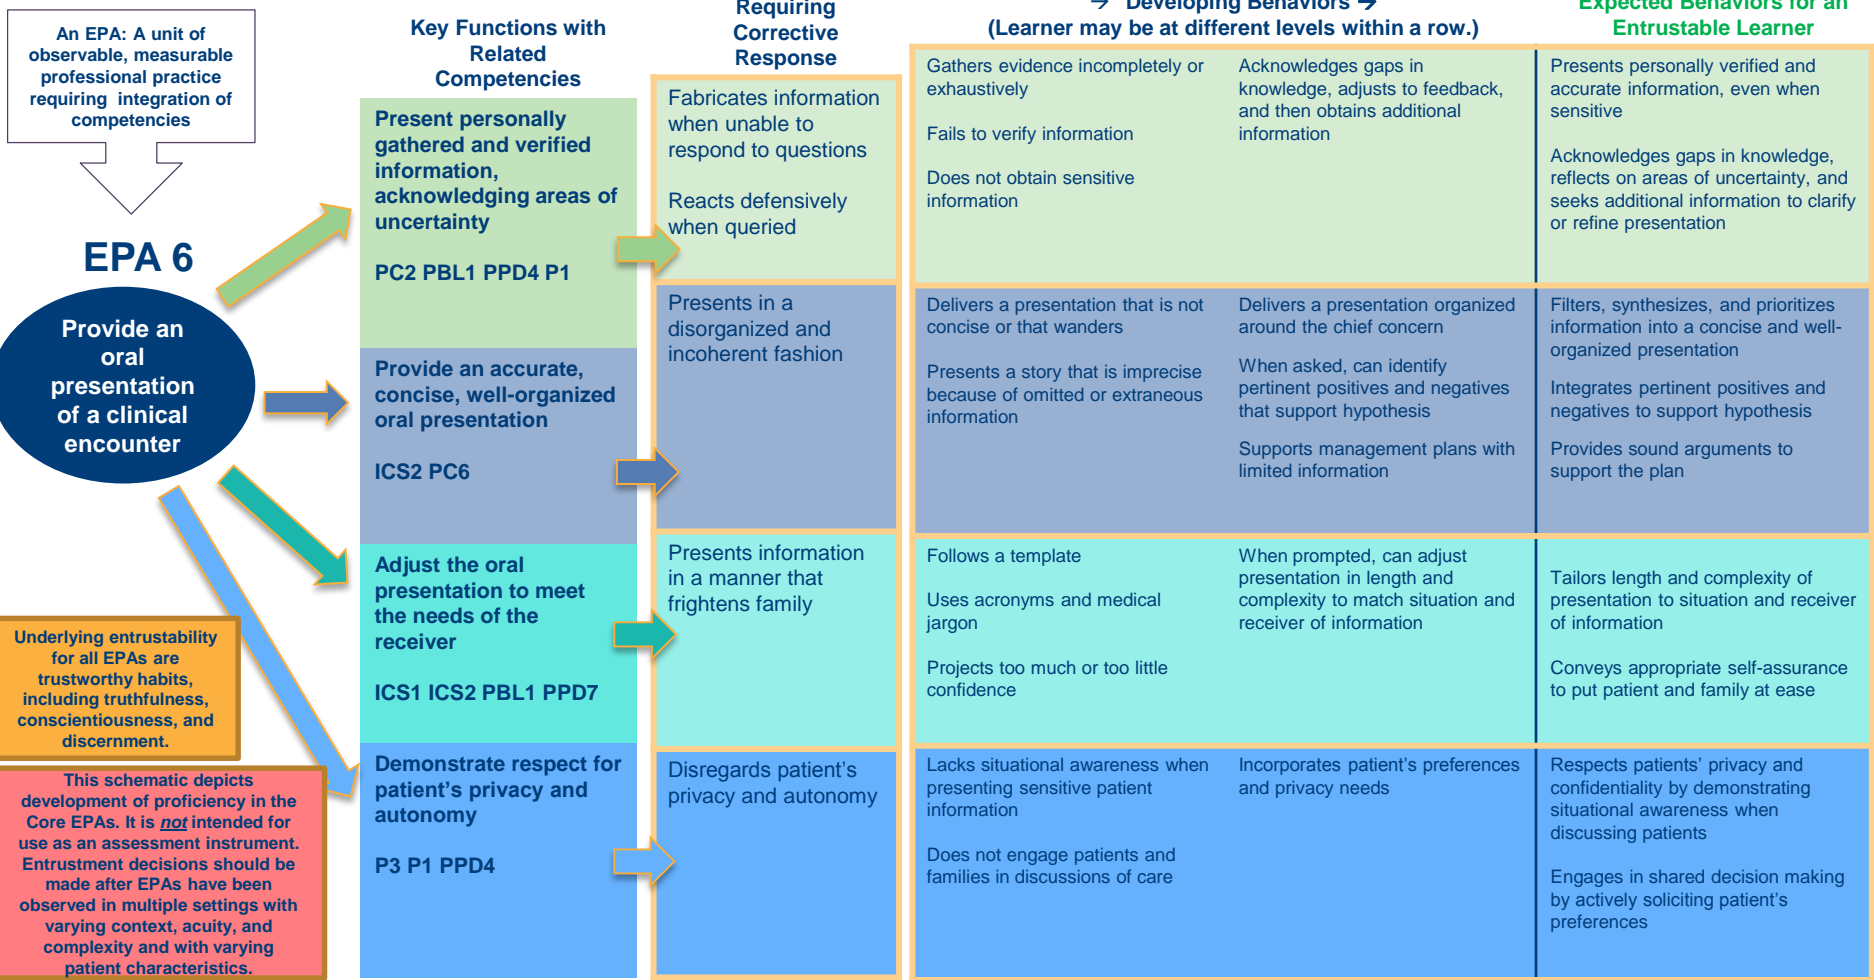 An EPA: A unit of
observable, measurable
professional practice
requiring integration of
competencies
EPA 6
Provide an
oral
presentation
of a clinical
encounter
Underlying entrustability
for all EPAs are
trustworthy habits,
including truthfulness,
conscientiousness, and
discernment.
This schematic depicts
development of proficiency in the
Core EPAs. It is not intended for
use as an assessment instrument.
Entrustment decisions should be
made after EPAs have been
observed in multiple settings with
varying context, acuity, and
complexity and with varying
patient characteristics.
Key Functions with
Related
Competencies
Requiring
Corrective
Response
→ Developing Behaviors →
(Learner may be at different levels within a row.)
Expected Behaviors for an
Entrustable Learner
Present personally
gathered and verified
information,
acknowledging areas of
uncertainty
PC2 PBL1 PPD4 P1
Fabricates information
when unable to
respond to questions
Reacts defensively
when queried
Gathers evidence incompletely or
exhaustively
Fails to verify information
Does not obtain sensitive
information
Acknowledges gaps in
knowledge, adjusts to feedback,
and then obtains additional
information
Presents personally verified and
accurate information, even when
sensitive
Acknowledges gaps in knowledge,
reflects on areas of uncertainty, and
seeks additional information to clarify
or refine presentation
Provide an accurate,
concise, well-organized
oral presentation
ICS2 PC6
Presents in a
disorganized and
incoherent fashion
Delivers a presentation that is not
concise or that wanders
Presents a story that is imprecise
because of omitted or extraneous
information
Delivers a presentation organized
around the chief concern
When asked, can identify
pertinent positives and negatives
that support hypothesis
Supports management plans with
limited information
Filters, synthesizes, and prioritizes
information into a concise and well-
organized presentation
Integrates pertinent positives and
negatives to support hypothesis
Provides sound arguments to
support the plan
Adjust the oral
presentation to meet
the needs of the
receiver
ICS1 ICS2 PBL1 PPD7
Presents information
in a manner that
frightens family
Follows a template
Uses acronyms and medical
jargon
Projects too much or too little
confidence
When prompted, can adjust
presentation in length and
complexity to match situation and
receiver of information
Tailors length and complexity of
presentation to situation and receiver
of information
Conveys appropriate self-assurance
to put patient and family at ease
Demonstrate respect for
patient's privacy and
autonomy
P3 P1 PPD4
Disregards patient's
privacy and autonomy
Lacks situational awareness when
presenting sensitive patient
information
Does not engage patients and
families in discussions of care
Incorporates patient's preferences
and privacy needs
Respects patients' privacy and
confidentiality by demonstrating
situational awareness when
discussing patients
Engages in shared decision making
by actively soliciting patient's
preferences